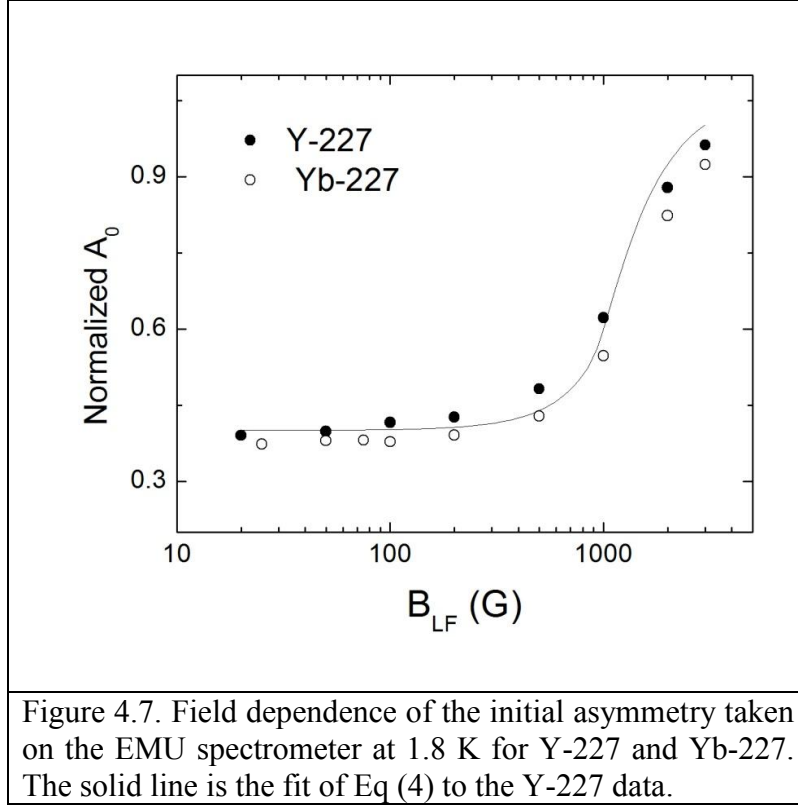 Y-227
Yb-227
0.9
0.6
0.3
Normalized A₀
10 100 1000
B_LF (G)
Figure 4.7. Field dependence of the initial asymmetry taken
on the EMU spectrometer at 1.8 K for Y-227 and Yb-227.
The solid line is the fit of Eq (4) to the Y-227 data.